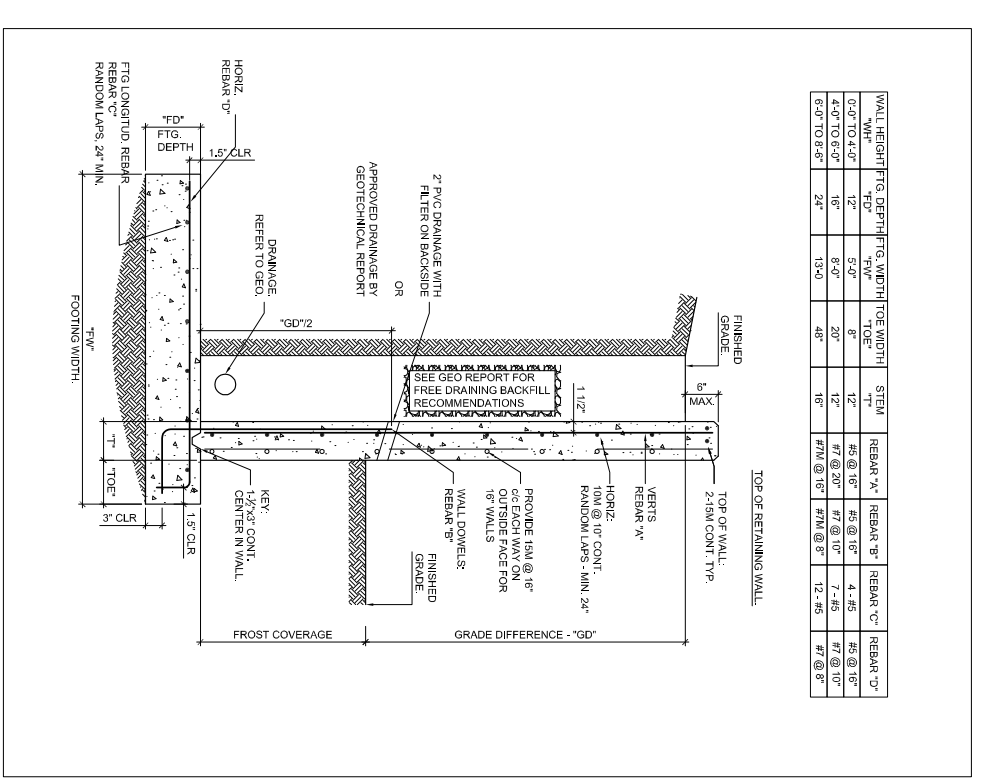 WALL HEIGHT "WH" FTG. DEPTH "FD" FTG. WIDTH "FW" TOE WIDTH "TOE" STEM "T" REBAR "A" REBAR "B" REBAR "C" REBAR "D"
0'-0" TO 4'-0" 12" 5'-0" 8" 12" #5 @ 16" #5 @ 16" 4 - #5 #5 @ 16"
4'-0" TO 6'-0" 16" 8'-0" 20" 12" #7 @ 20" #7 @ 10" 7 - #5 #7 @ 10"
6'-0" TO 8'-6" 24" 13'-0 48" 16" #7M @ 16" #7M @ 8" 12 - #5 #7 @ 8"
TOP OF RETAINING WALL
FINISHED
GRADE.
6"
MAX.
TOP OF WALL:
2-15M CONT. TYP.
VERTS
REBAR "A"
HORIZ:
10M @ 10" CONT.
RANDOM LAPS - MIN. 24"
PROVIDE 15M @ 16"
c/c EACH WAY ON
OUTSIDE FACE FOR
16" WALLS
1 1/2"
SEE GEO REPORT FOR
FREE DRAINING BACKFILL
RECOMMENDATIONS
2" PVC DRAINAGE WITH
FILTER ON BACKSIDE
OR
APPROVED DRAINAGE BY
GEOTECHNICAL REPORT
WALL DOWELS:
REBAR "B"
FINISHED
GRADE.
GRADE DIFFERENCE - "GD"
FROST COVERAGE
"GD"/2
DRAINAGE.
REFER TO GEO.
KEY:
1-½"x3" CONT.
CENTER IN WALL.
HORIZ.
REBAR "D"
"FD"
FTG.
DEPTH
1.5" CLR
FTG LONGITUD. REBAR
REBAR "C"
RANDOM LAPS, 24" MIN.
1.5" CLR
3" CLR
"T"
"TOE"
"FW"
FOOTING WIDTH.